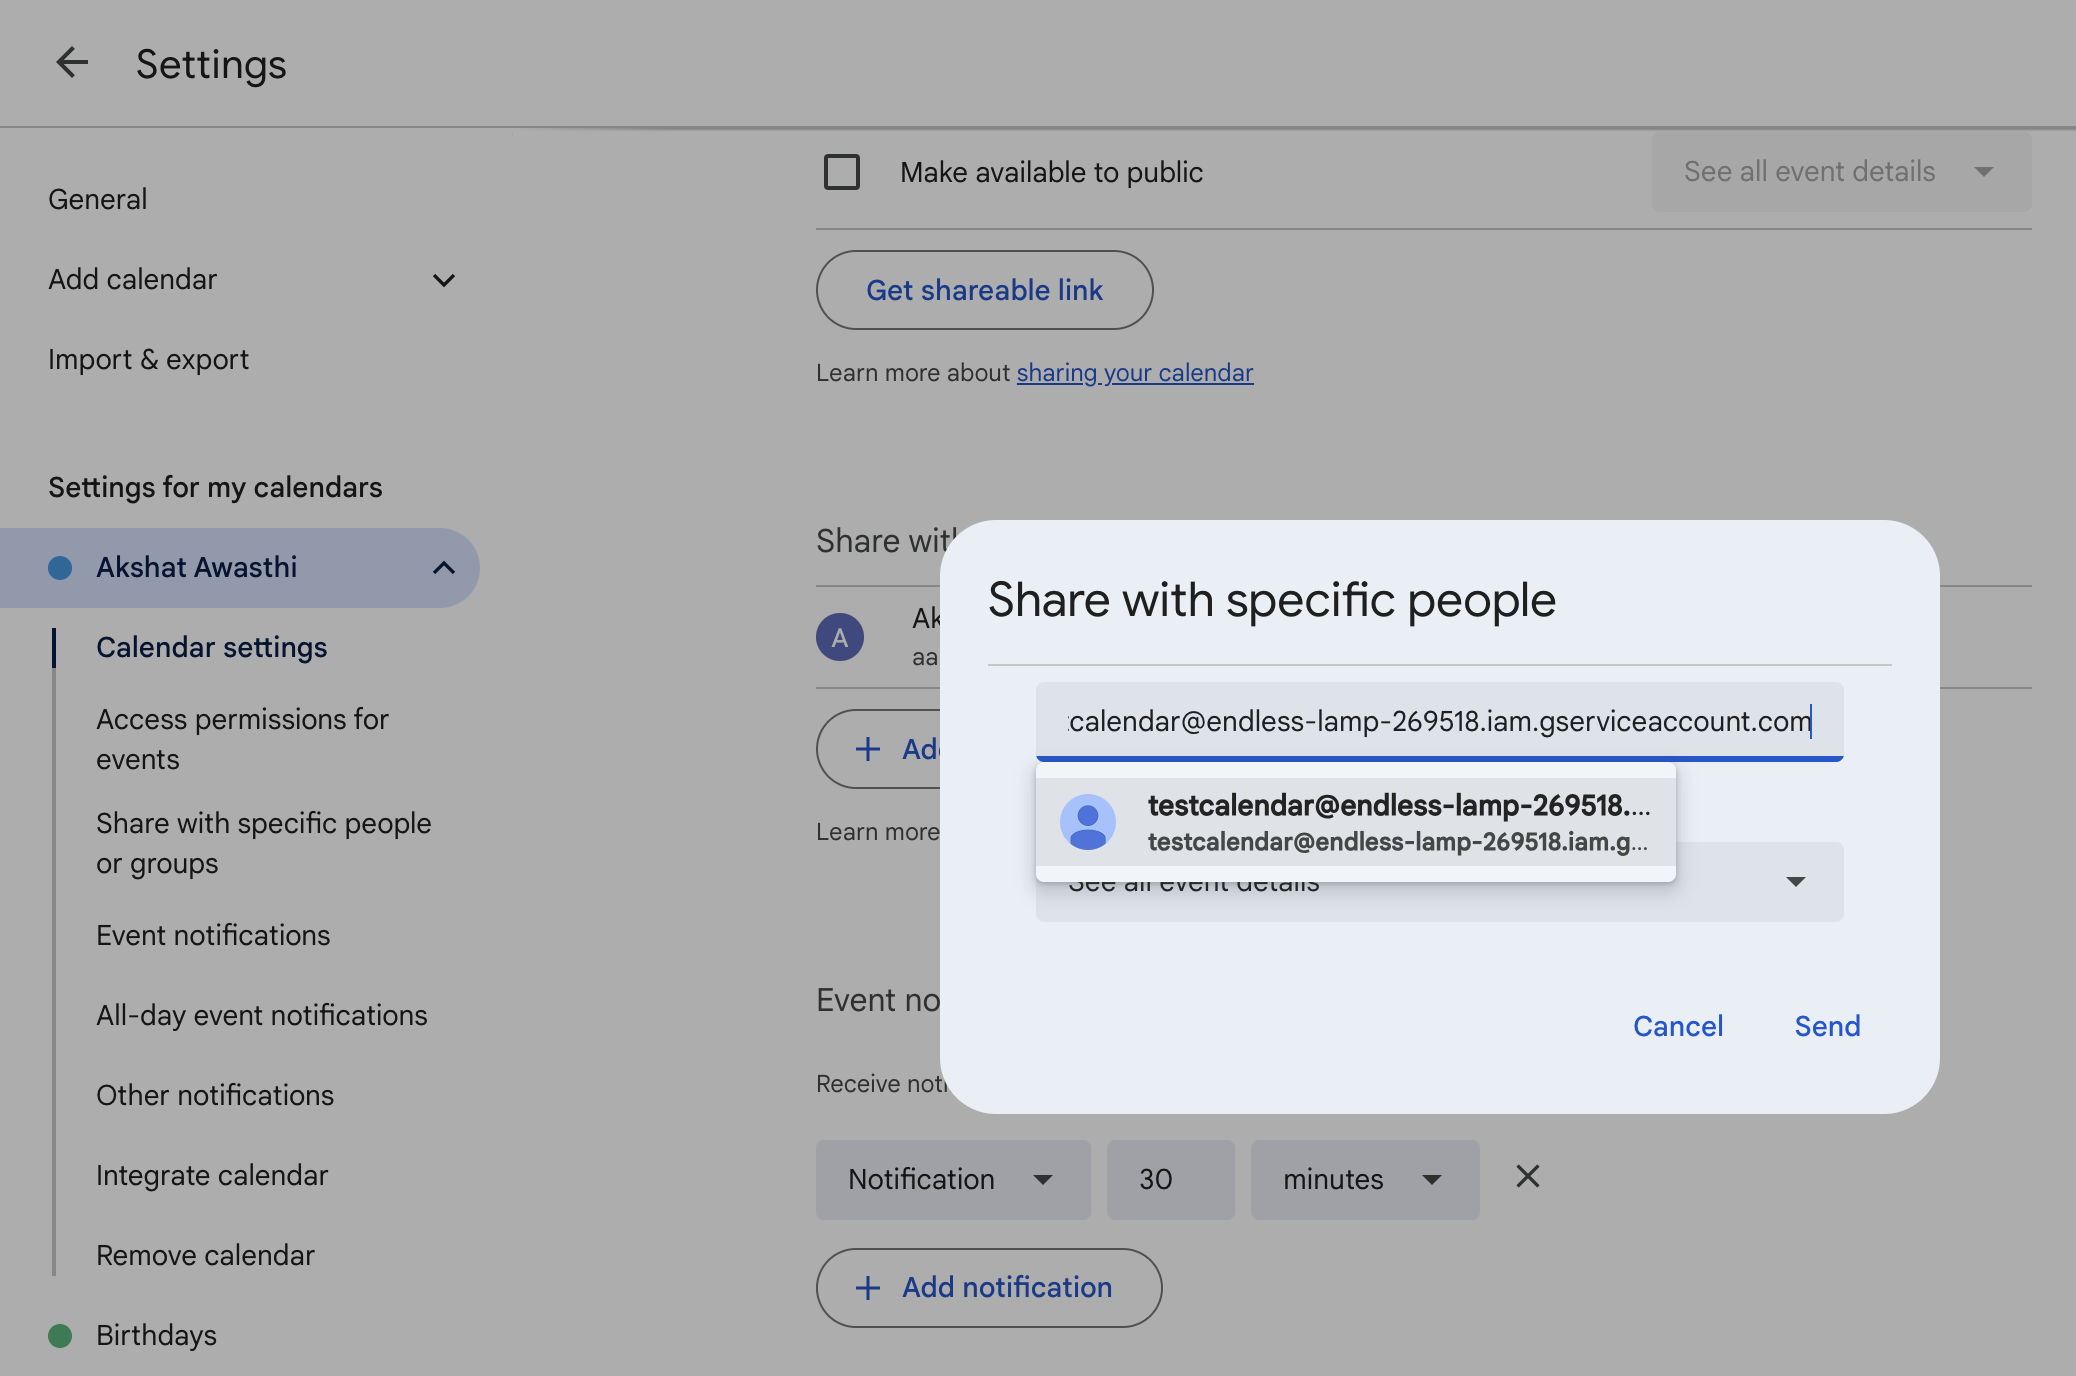 Settings
General
Add calendar
Import & export
Settings for my calendars
Akshat Awasthi
Calendar settings
Access permissions for
events
Share with specific people
or groups
Event notifications
All-day event notifications
Other notifications
Integrate calendar
Remove calendar
Birthdays
Make available to public
See all event details
Get shareable link
Learn more about sharing your calendar
Share with
A
Ak
aa
Learn more
Event no
Receive noti
Notification
30
minutes
Add notification
Share with specific people
calendar@endless-lamp-269518.iam.gserviceaccount.com
testcalendar@endless-lamp-269518....
testcalendar@endless-lamp-269518.iam.g...
See all event details
Cancel
Send